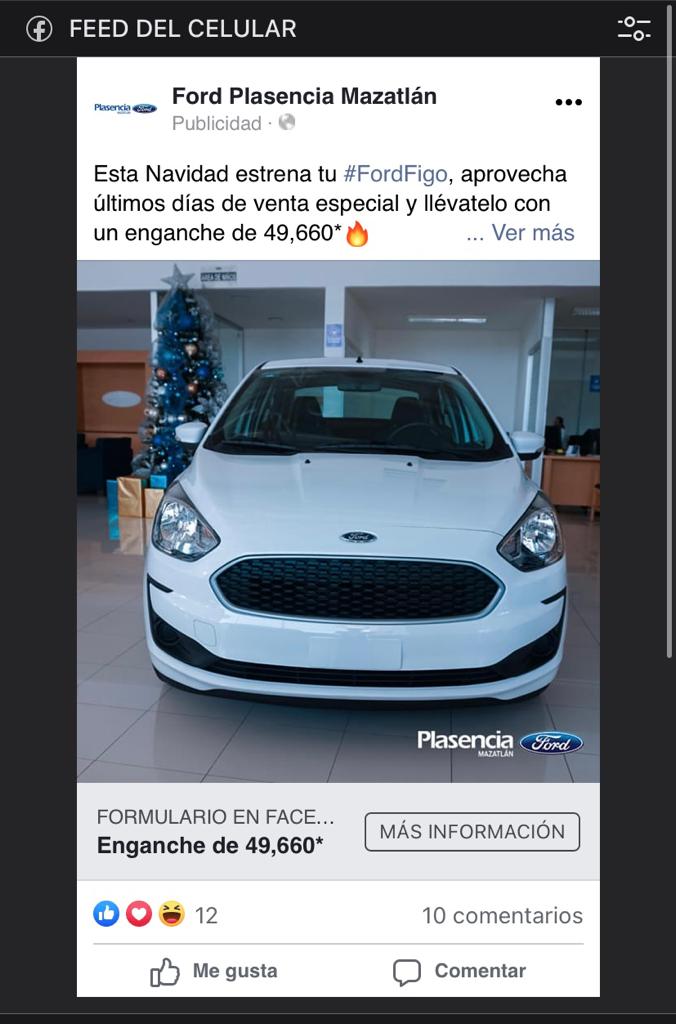 FEED DEL CELULAR
Plasencia Ford
Ford Plasencia Mazatlán
Publicidad ·
Esta Navidad estrena tu #FordFigo, aprovecha
últimos días de venta especial y llévatelo con
un enganche de 49,660*🔥 ... Ver más
Ford
Plasencia Ford
MAZATLÁN
FORMULARIO EN FACE...
Enganche de 49,660*
MÁS INFORMACIÓN
12
10 comentarios
Me gusta
Comentar